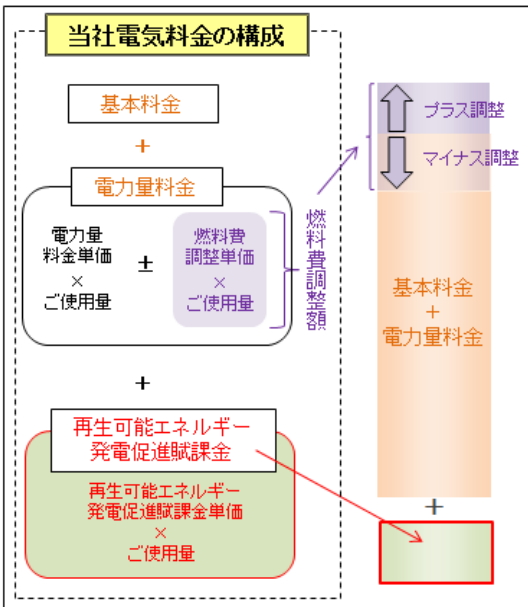 当社電気料金の構成
基本料金
+
電力量料金
電力量
料金単価
×
ご使用量
±
燃料費
調整単価
×
ご使用量
燃料費調整額
+
再生可能エネルギー
発電促進賦課金
再生可能エネルギー
発電促進賦課金単価
×
ご使用量
プラス調整
マイナス調整
基本料金
+
電力量料金
+